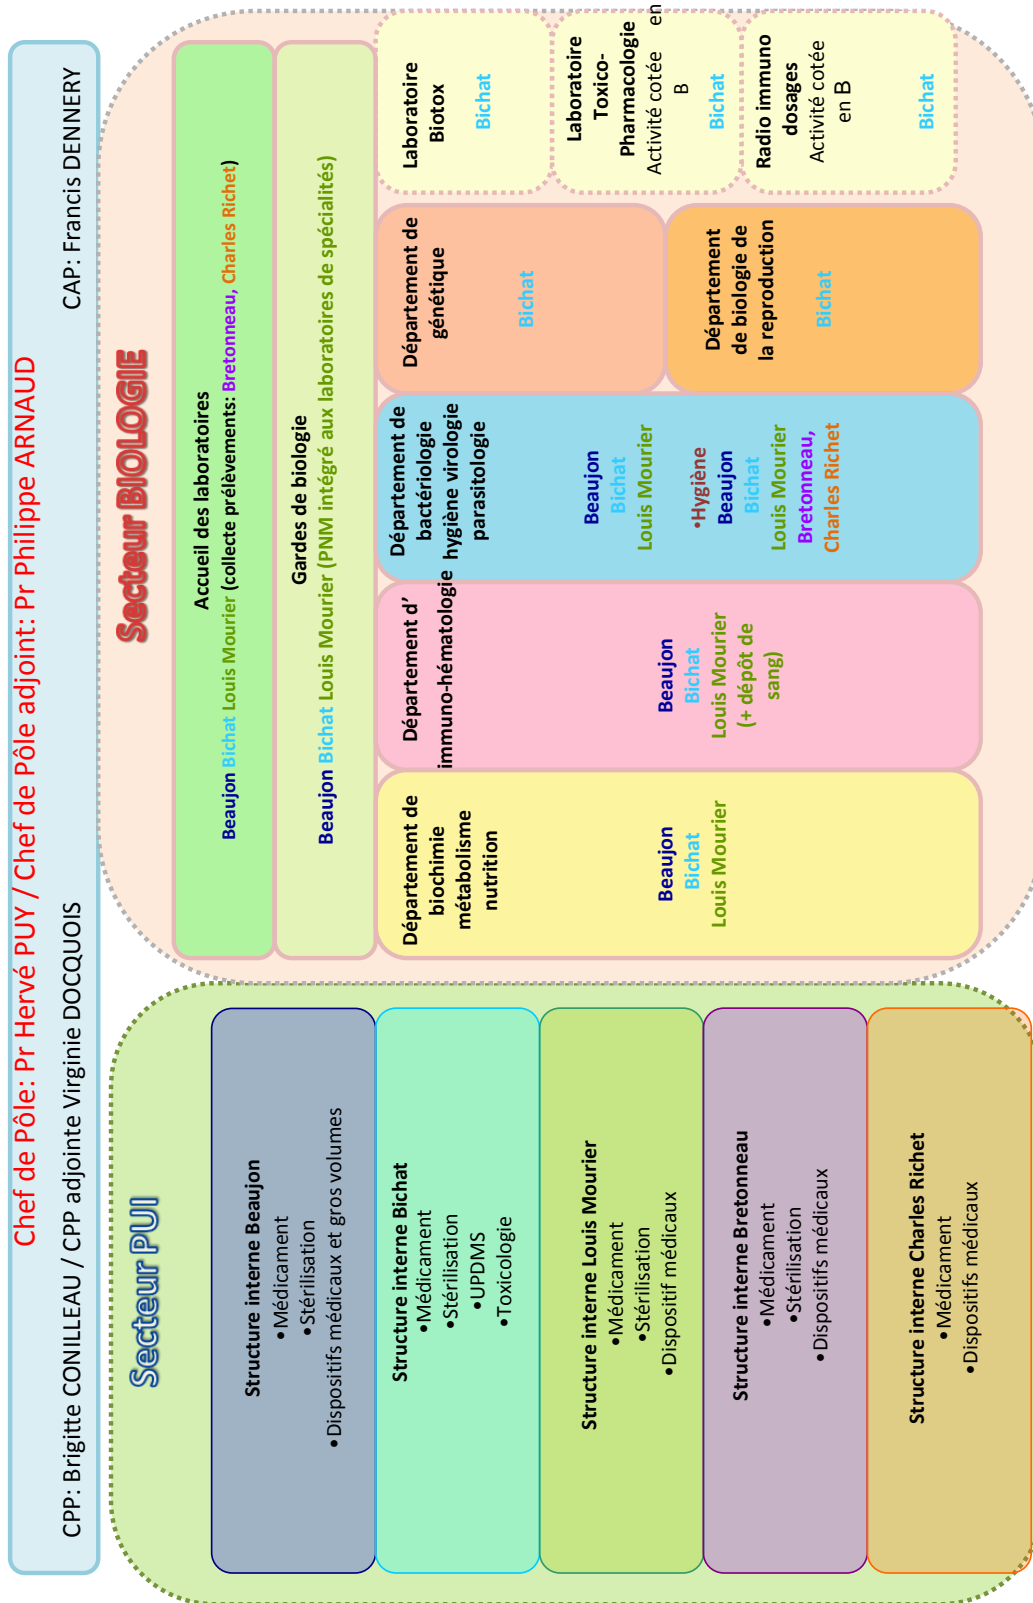 Chef de Pôle: Pr Hervé PUY / Chef de Pôle adjoint: Pr Philippe ARNAUD
CPP: Brigitte CONILLEAU / CPP adjointe Virginie DOCQUOIS CAP: Francis DENNERY
Secteur PUI
Structure interne Beaujon
•Médicament
•Stérilisation
•Dispositifs médicaux et gros volumes
Structure interne Bichat
•Médicament
•Stérilisation
•UPDMS
•Toxicologie
Structure interne Louis Mourier
•Médicament
•Stérilisation
•Dispositif médicaux
Structure interne Bretonneau
•Médicament
•Stérilisation
•Dispositifs médicaux
Structure interne Charles Richet
•Médicament
•Dispositifs médicaux
Secteur BIOLOGIE
Accueil des laboratoires
Beaujon Bichat Louis Mourier (collecte prélèvements: Bretonneau, Charles Richet)
Gardes de biologie
Beaujon Bichat Louis Mourier (PNM intégré aux laboratoires de spécialités)
Département de
biochimie
métabolisme
nutrition
Beaujon
Bichat
Louis Mourier
Département d’
immuno-hématologie
Beaujon
Bichat
Louis Mourier
(+ dépôt de
sang)
Département de
bactériologie
hygiène virologie
parasitologie
Beaujon
Bichat
Louis Mourier
•Hygiène
Beaujon
Bichat
Louis Mourier
Bretonneau,
Charles Richet
Département de
génétique
Bichat
Département
de biologie de
la reproduction
Bichat
Laboratoire
Biotox
Bichat
Laboratoire
Toxico-
Pharmacologie
Activité cotée en
B
Bichat
Radio immuno
dosages
Activité cotée
en B
Bichat